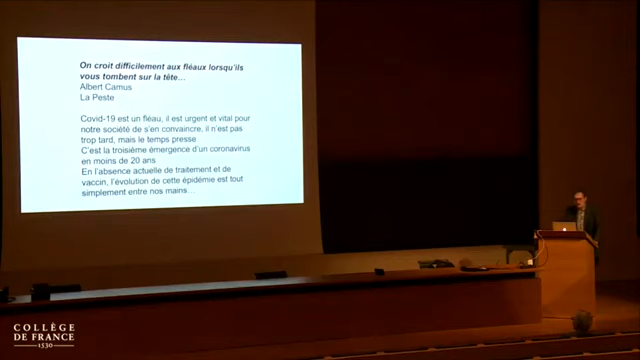 On croit difficilement aux fléaux lorsqu'ils
vous tombent sur la tête…
Albert Camus
La Peste
Covid-19 est un fléau, il est urgent et vital pour
notre société de s'en convaincre, il n'est pas
trop tard, mais le temps presse
C'est la troisième émergence d'un coronavirus
en moins de 20 ans
En l'absence actuelle de traitement et de
vaccin, l'évolution de cette épidémie est tout
simplement entre nos mains…
COLLÈGE
DE FRANCE
1530